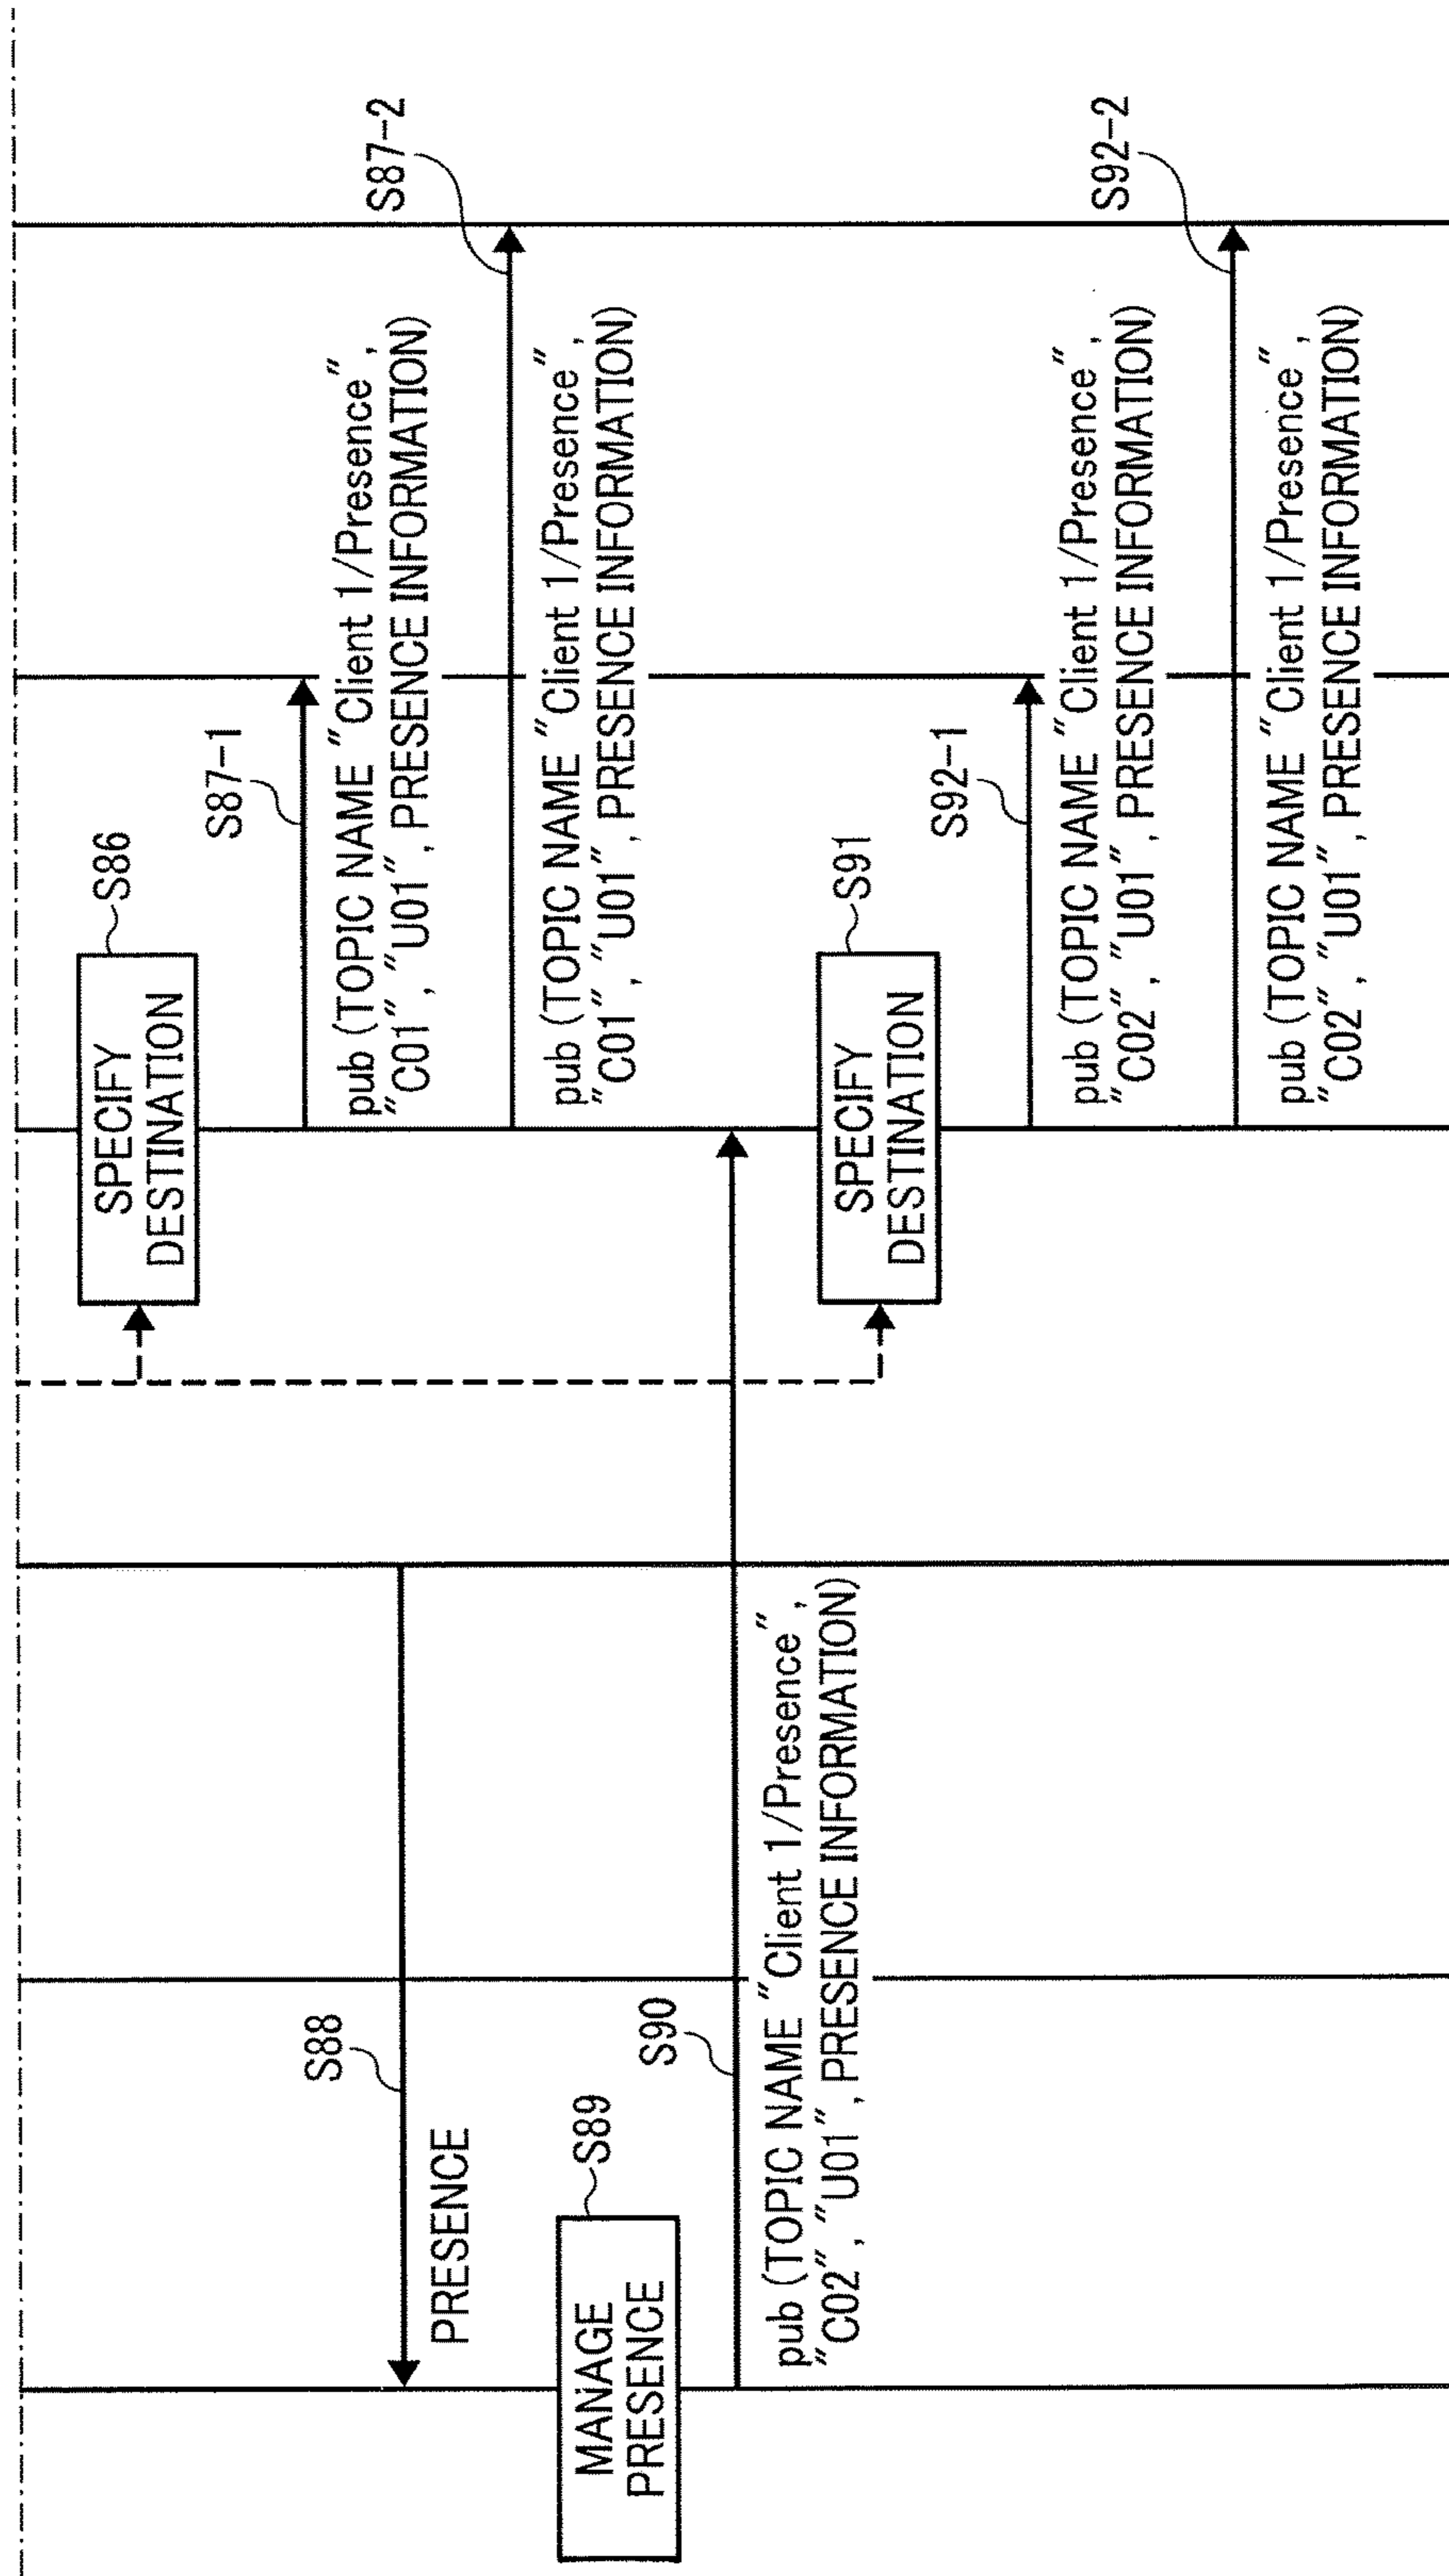 SPECIFY
DESTINATION
S86
S87-1
pub (TOPIC NAME "Client 1/Presence",
"C01", "U01", PRESENCE INFORMATION)
S88
PRESENCE
S87-2
pub (TOPIC NAME "Client 1/Presence",
"C01", "U01", PRESENCE INFORMATION)
MANAGE
PRESENCE
S89
S90
pub (TOPIC NAME "Client 1/Presence",
"C02", "U01", PRESENCE INFORMATION)
SPECIFY
DESTINATION
S91
S92-1
pub (TOPIC NAME "Client 1/Presence",
"C02", "U01", PRESENCE INFORMATION)
S92-2
pub (TOPIC NAME "Client 1/Presence",
"C02", "U01", PRESENCE INFORMATION)